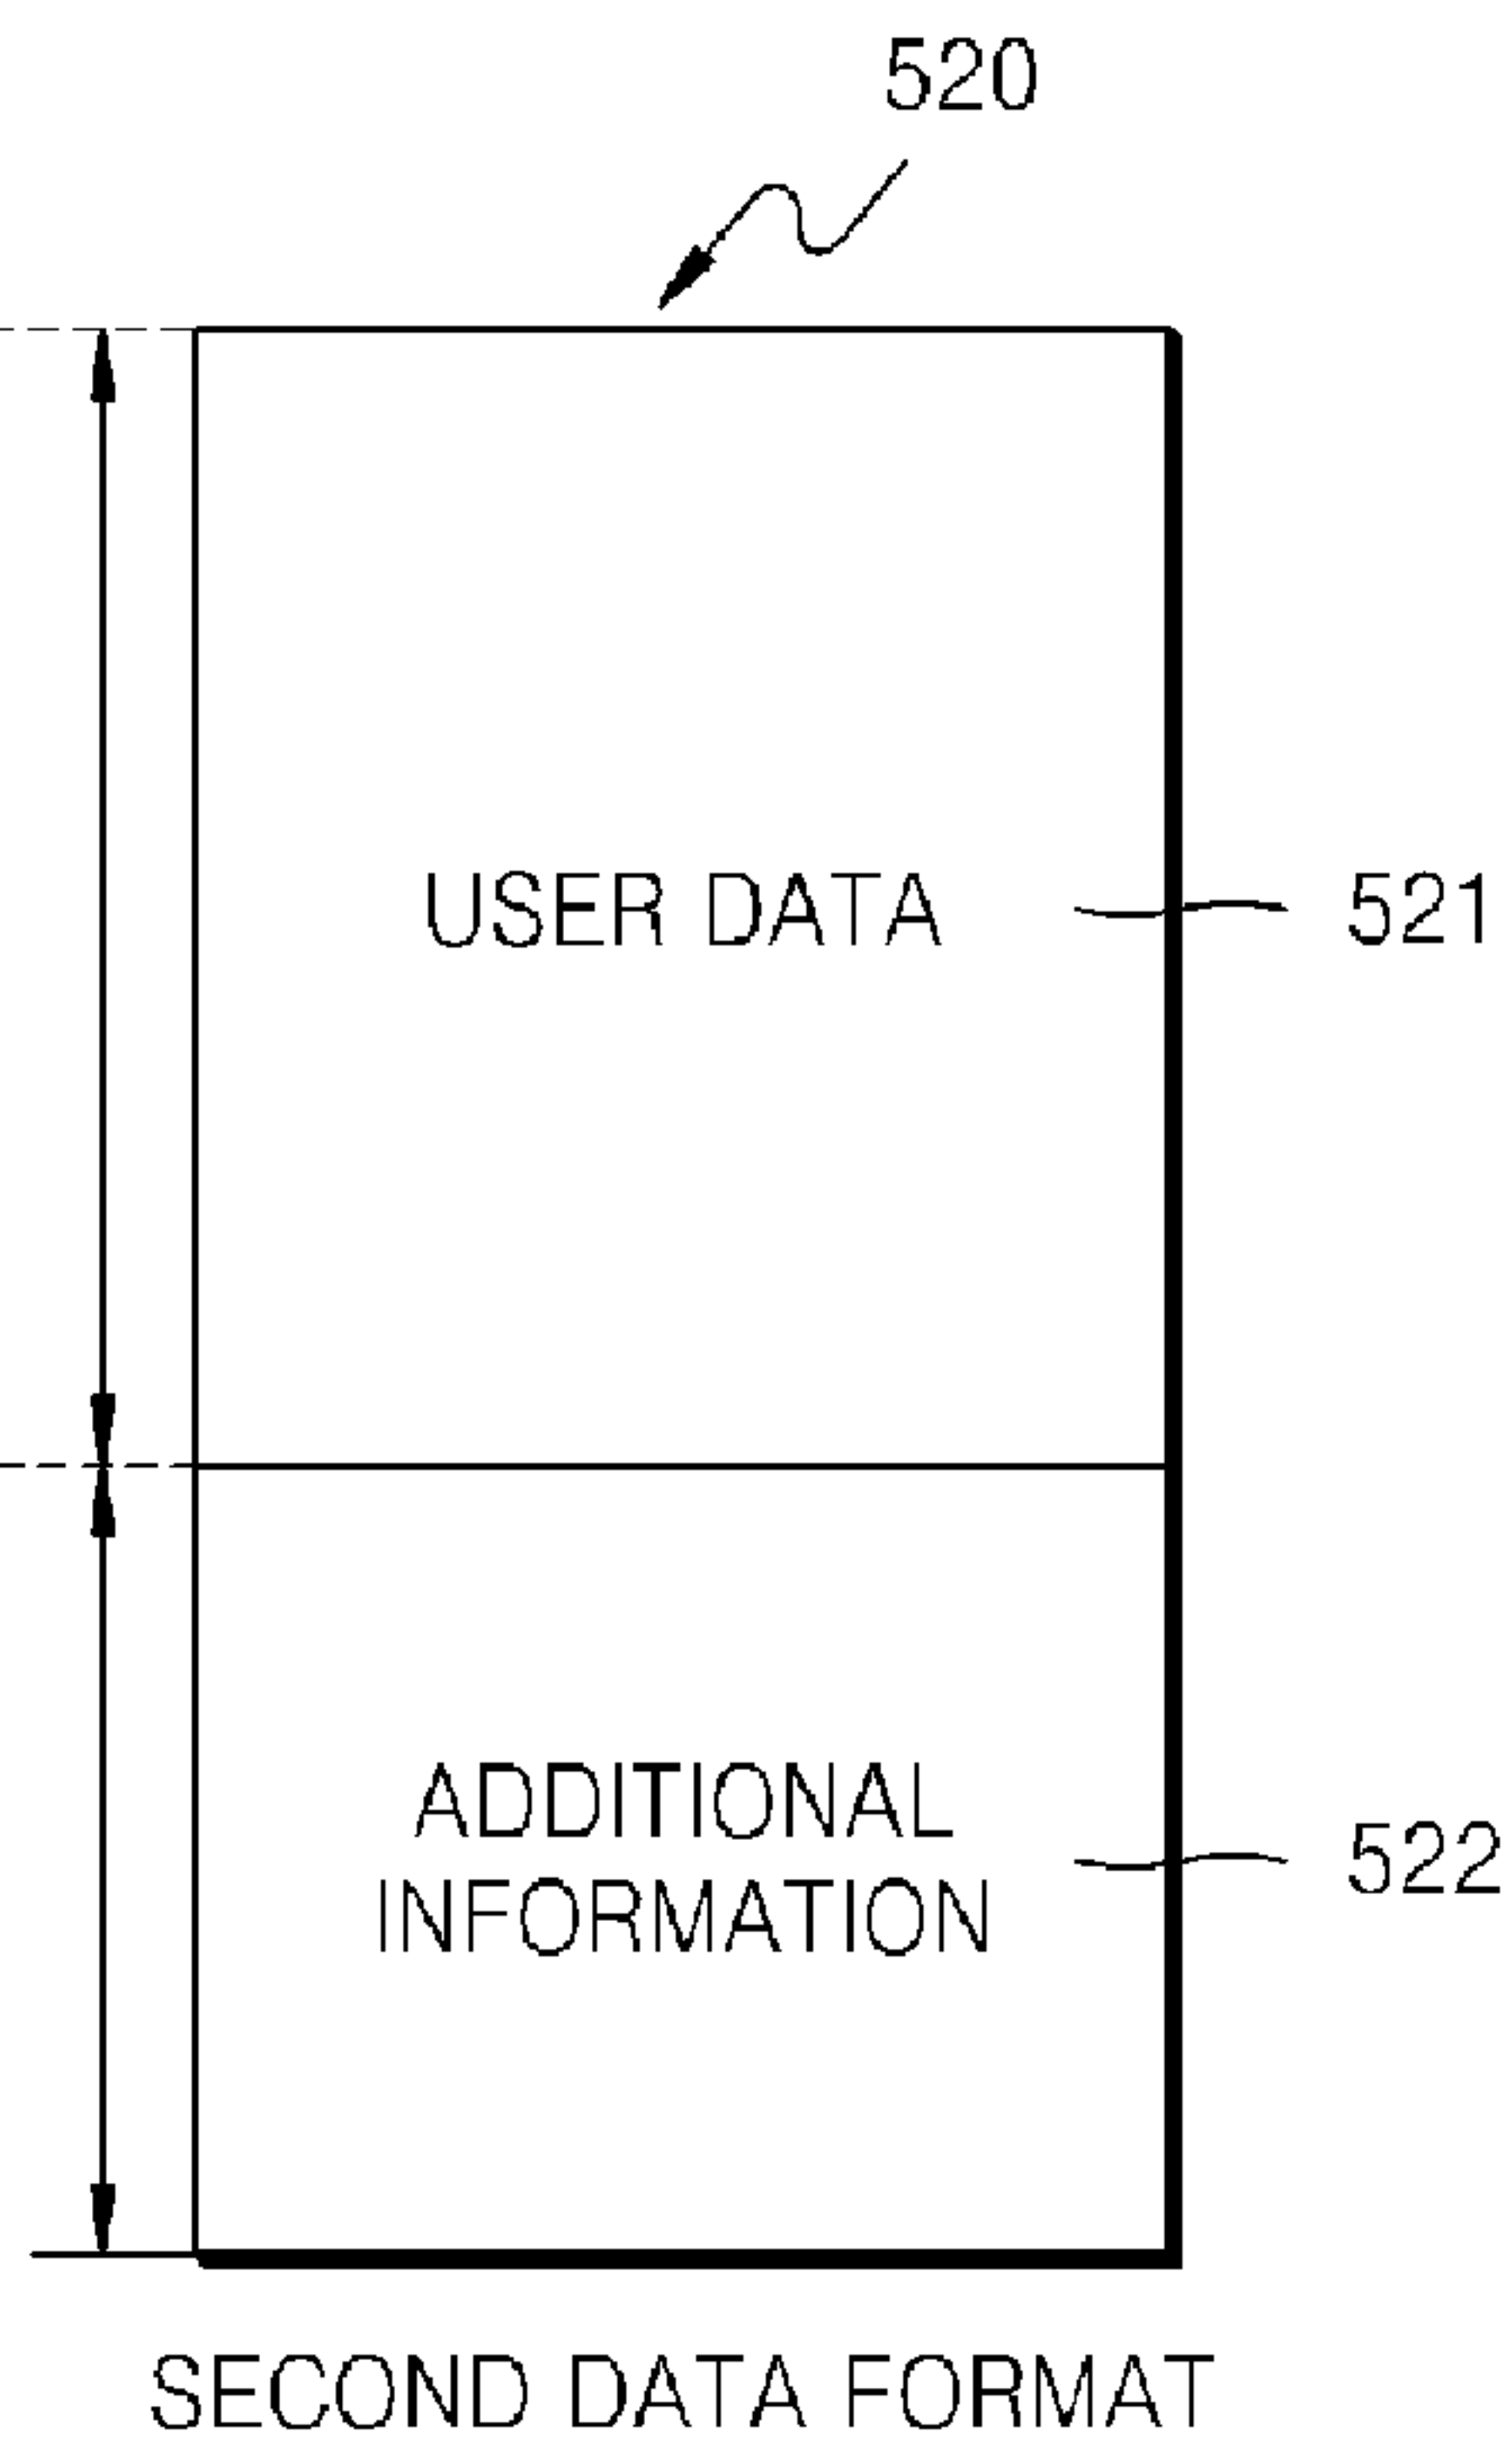 520
USER DATA
521
ADDITIONAL
INFORMATION
522
SECOND DATA FORMAT